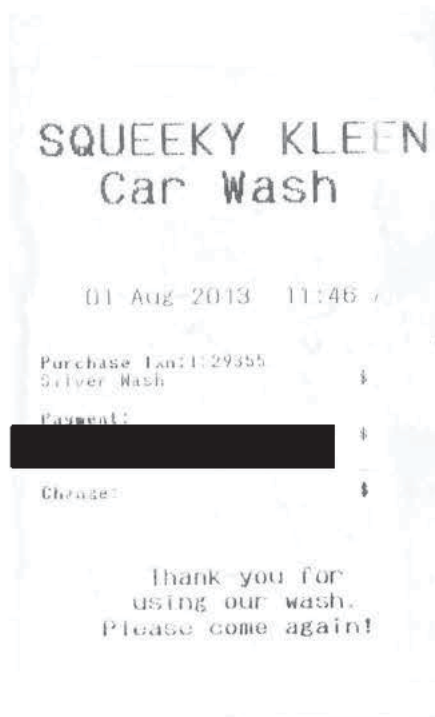 SQUEEKY KLEEN
Car Wash
01 Aug 2013 11:46
Purchase Txn:1:29355
Silver Wash $
Payment:
$
Change: $
Thank you for
using our wash.
Please come again!